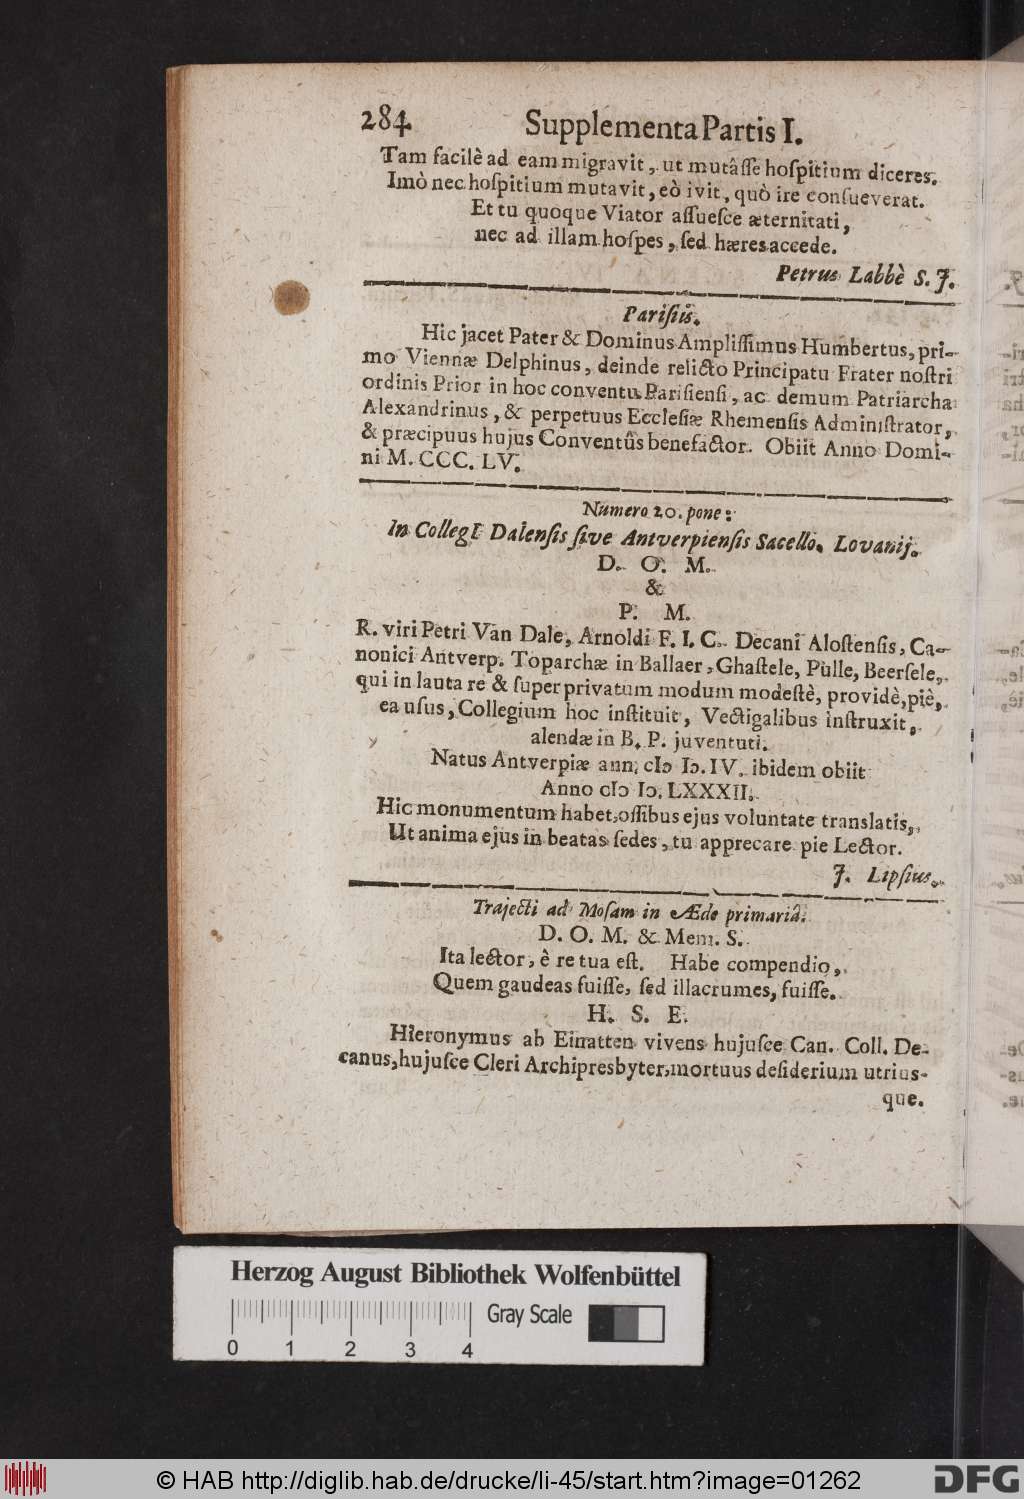 284 Supplementa Partis I.
Tam facilè ad eam migravit, ut mutâsse hoſpitium diceres.
Imò nec hoſpitium mutavit, eò ivit, quò ire conſueverat.
Et tu quoque Viator aſſueſce æternitati,
nec ad illam hoſpes, ſed hæres accede.
Petrus Labbè S. J.
Pariſiis.
Hic jacet Pater & Dominus Ampliſſimus Humbertus, pri-
mo Viennæ Delphinus, deinde relicto Principatu Frater noſtri
ordinis Prior in hoc conventu Pariſienſi, ac demum Patriarcha
Alexandrinus, & perpetuus Eccleſiæ Rhemenſis Adminiſtrator,
& præcipuus hujus Conventûs benefactor. Obiit Anno Domi-
ni M. CCC. LV.
Numero 20. pone:
In CollegI Dalenſis ſive Antverpienſis Sacello. Lovanij.
D. O. M.
&
P. M.
R. viri Petri Van Dale, Arnoldi F. I. C. Decani Aloſtenſis, Ca-
nonici Antverp. Toparchæ in Ballaer, Ghaſtele, Pulle, Beerſele,
qui in lauta re & ſuper privatum modum modeſtè, providè, piè,
ea uſus, Collegium hoc inſtituit, Vectigalibus inſtruxit,
alendæ in B. P. juventuti.
Natus Antverpiæ ann. cIↄ Iↄ. IV. ibidem obiit
Anno cIↄ Iↄ. LXXXII.
Hic monumentum habet, oſſibus ejus voluntate translatis,
Ut anima ejus in beatas ſedes, tu apprecare pie Lector.
J. Lipſius.
Trajecti ad Moſam in Æde primariâ.
D. O. M. & Mem. S.
Ita lector, è re tua eſt. Habe compendio,
Quem gaudeas fuiſſe, ſed illacrumes, fuiſſe.
H. S. E.
Hieronymus ab Einatten vivens hujuſce Can. Coll. De-
canus, hujuſce Cleri Archipresbyter, mortuus deſiderium utrius-
que.
Herzog August Bibliothek Wolfenbüttel
Gray Scale
0 1 2 3 4
© HAB http://diglib.hab.de/drucke/li-45/start.htm?image=01262
DFG